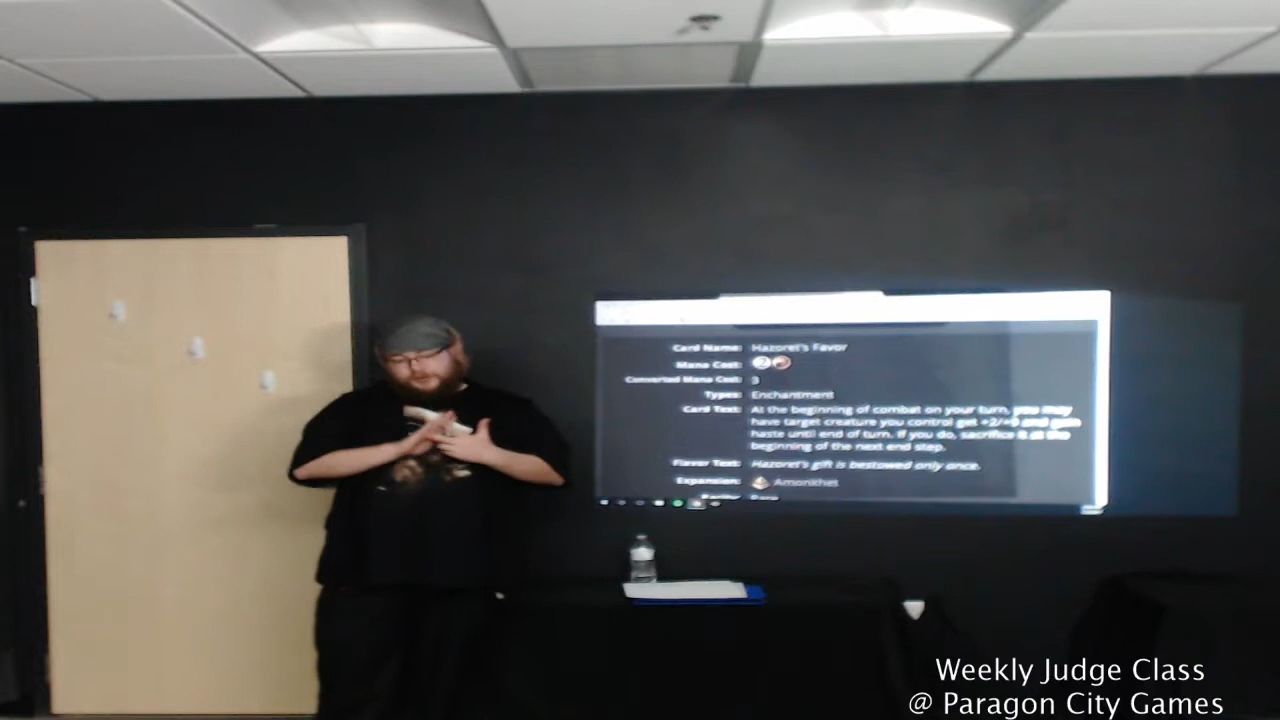 Card Name: Hazoret's Favor
Mana Cost: 2
Converted Mana Cost: 3
Types: Enchantment
Card Text: At the beginning of combat on your turn, you may
have target creature you control get +2/+0 and gain
haste until end of turn. If you do, sacrifice it at the
beginning of the next end step.
Flavor Text: Hazoret's gift is bestowed only once.
Expansion: Amonkhet
Rarity: Rare
Weekly Judge Class
@ Paragon City Games